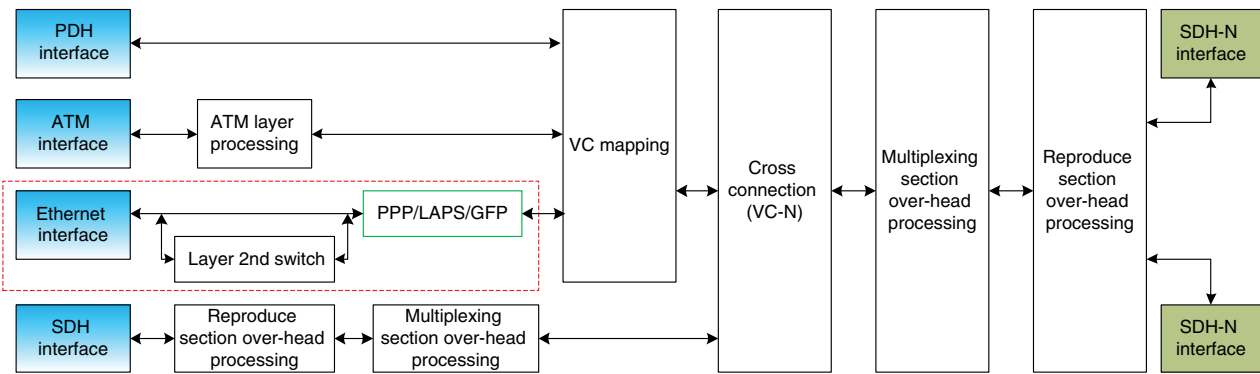 PDH
interface
ATM
interface
ATM layer
processing
Ethernet
interface
PPP/LAPS/GFP
Layer 2nd switch
SDH
interface
Reproduce
section over-head
processing
Multiplexing
section over-head
processing
VC mapping
Cross
connection
(VC-N)
Multiplexing
section
over-head
processing
Reproduce
section
over-head
processing
SDH-N
interface
SDH-N
interface